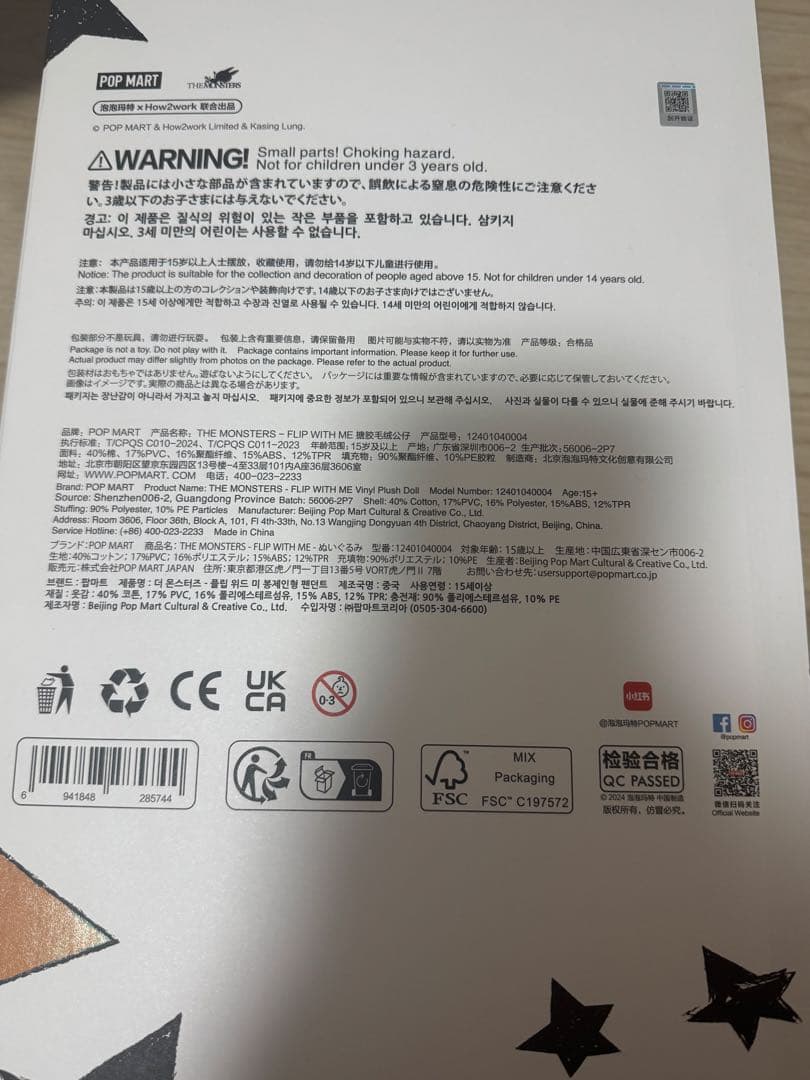 POP MART THE MONSTERS
泡泡玛特 x How2work 联合出品
© POP MART & How2work Limited & Kasing Lung.
刮开验证
WARNING! Small parts! Choking hazard.
Not for children under 3 years old.
警告!製品には小さな部品が含まれていますので、誤飲による窒息の危険性にご注意くださ
い。3歳以下のお子さまには与えないでください。
경고: 이 제품은 질식의 위험이 있는 작은 부품을 포함하고 있습니다. 삼키지
마십시오. 3세 미만의 어린이는 사용할 수 없습니다.
注意: 本产品适用于15岁以上人士摆放，收藏使用，请勿给14岁以下儿童进行使用。
Notice: The product is suitable for the collection and decoration of people aged above 15. Not for children under 14 years old.
注意:本製品は15歳以上の方のコレクションや装飾向けです。14歳以下のお子さま向けではございません。
주의: 이 제품은 15세 이상에게만 적합하고 수장과 진열로 사용될 수 있습니다. 14세 미만의 어린이에게 적합하지 않습니다.
包装部分不是玩具，请勿进行玩耍。 包装上含有重要信息，请保留备用 图片可能与实物不符，请以实物为准 产品等级：合格品
Package is not a toy. Do not play with it. Package contains important information. Please keep it for further use.
Actual product may differ slightly from photos on the package. Please refer to the actual product.
包装材はおもちゃではありません。遊ばないようにしてください。 パッケージには重要な情報が含まれていますので、必要に応じて保管しておいてください。
画像はイメージです。実際の商品とは異なる場合があります。
패키지는 장난감이 아니라서 가지고 놀지 마십시오. 패키지에 중요한 정보가 포함되어 있으니 보관해 주십시오. 사진과 실물이 다를 수 있으니 실물에 준해 주시기 바랍니다.
品牌：POP MART 产品名称：THE MONSTERS – FLIP WITH ME 搪胶毛绒公仔 产品型号：12401040004
执行标准：T/CPQS C010–2024、T/CPQS C011–2023 年龄范围：15岁及以上 产地：广东省深圳市006–2 生产批次：56006–2P7
面料：40%棉、17%PVC、16%聚酯纤维、15%ABS、12%TPR 填充物：90%聚酯纤维、10%PE胶粒 制造商：北京泡泡玛特文化创意有限公司
地址：北京市朝阳区望京东园四区13号楼–4至33层101内A座36层3606室
网址：WWW.POPMART.COM 电话：400–023–2233
Brand: POP MART Product Name: THE MONSTERS - FLIP WITH ME Vinyl Plush Doll Model Number: 12401040004 Age:15+
Source: Shenzhen006-2, Guangdong Province Batch: 56006-2P7 Shell: 40% Cotton, 17%PVC, 16% Polyester, 15%ABS, 12%TPR
Stuffing: 90% Polyester, 10% PE Particles Manufacturer: Beijing Pop Mart Cultural & Creative Co., Ltd.
Address: Room 3606, Floor 36th, Block A, 101, Fl 4th-33th, No.13 Wangjing Dongyuan 4th District, Chaoyang District, Beijing, China.
Service Hotline: (+86) 400-023-2233 Made in China
ブランド:POP MART 商品名: THE MONSTERS - FLIP WITH ME - ぬいぐるみ 型番:12401040004 対象年齢: 15歳以上 生産地: 中国広東省深セン市006-2
生地:40%コットン; 17%PVC; 16%ポリエステル; 15%ABS; 12%TPR 充填物:90%ポリエステル; 10%PE 生産者:Beijing Pop Mart Cultural & Creative Co., Ltd.
販売元:株式会社POP MART JAPAN 住所:東京都港区虎ノ門一丁目13番5号 VORT虎ノ門II 7階 お問い合わせ先:usersupport@popmart.co.jp
브랜드 : 팝마트 제품명 : 더 몬스터즈 - 플립 위드 미 봉제인형 펜던트 제조국명 : 중국 사용연령 : 15세이상
재질 : 옷감 : 40% 코튼, 17% PVC, 16% 폴리에스테르섬유, 15% ABS, 12% TPR; 충전재: 90% 폴리에스테르섬유, 10% PE
제조자명 : Beijing Pop Mart Cultural & Creative Co., Ltd. 수입자명 : ㈜팝마트코리아 (0505-304-6600)
CE UK CA 0-3
小红书
@泡泡玛特POPMART
@popmart
6 941848 285744
FR
FSC™
MIX
Packaging
FSC™ C197572
检验合格
QC PASSED
© 2024 泡泡玛特 中国制造
版权所有，仿冒必究。
微信扫码关注
Official Website